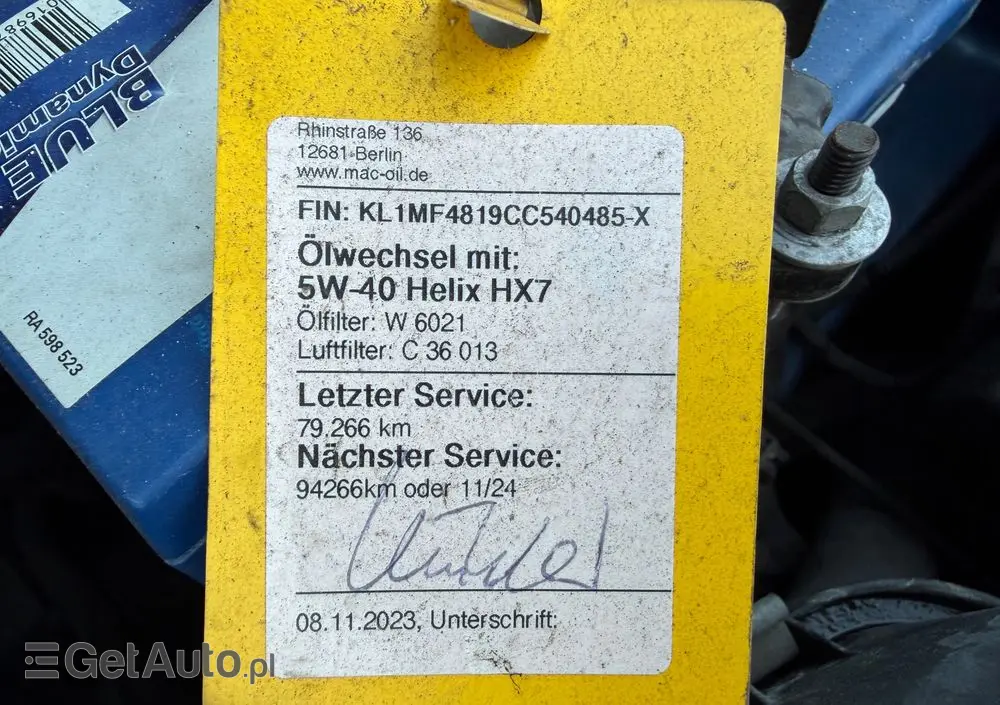 01698
BLUE
Dynami
RA 598 523
Rhinstraße 136
12681 Berlin
www.mac-oil.de
FIN: KL1MF4819CC540485-X
Ölwechsel mit:
5W-40 Helix HX7
Ölfilter: W 6021
Luftfilter: C 36 013
Letzter Service:
79.266 km
Nächster Service:
94266km oder 11/24
08.11.2023, Unterschrift:
GetAuto.pl